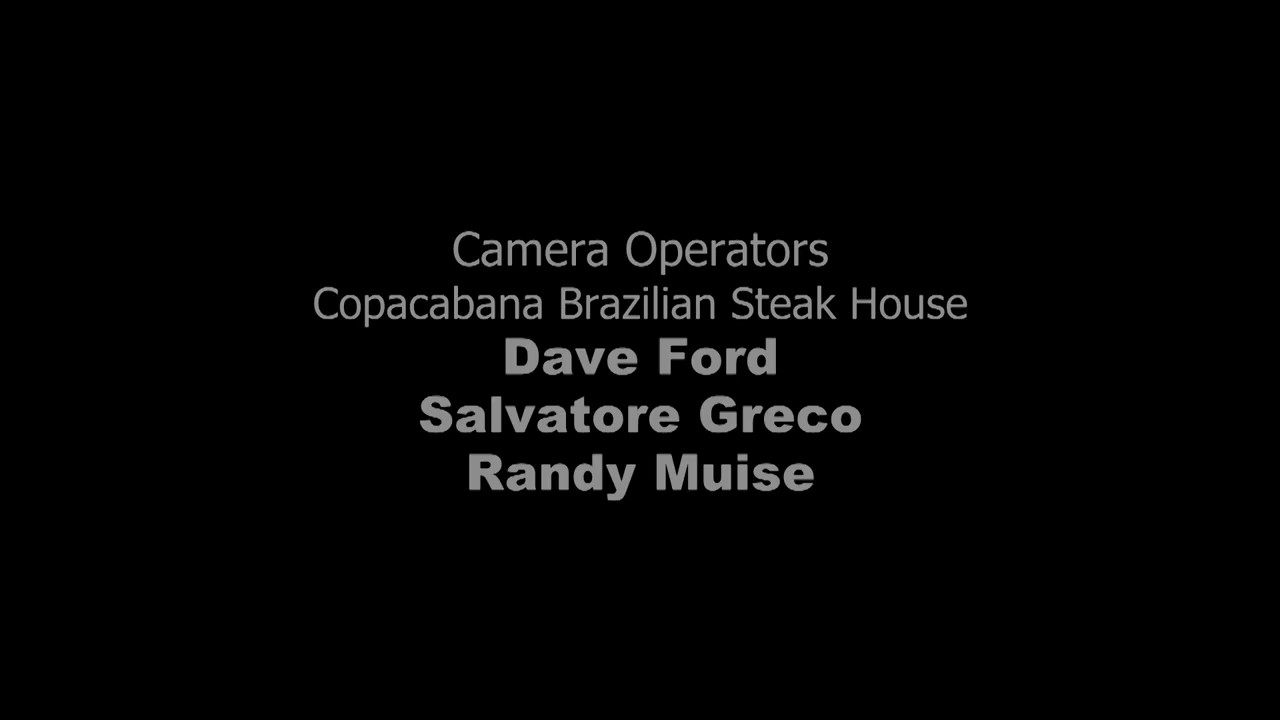 Camera Operators
Copacabana Brazilian Steak House
Dave Ford
Salvatore Greco
Randy Muise